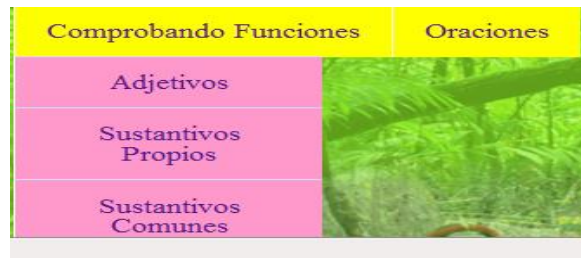 Comprobando Funciones Oraciones
Adjetivos
Sustantivos
Propios
Sustantivos
Comunes